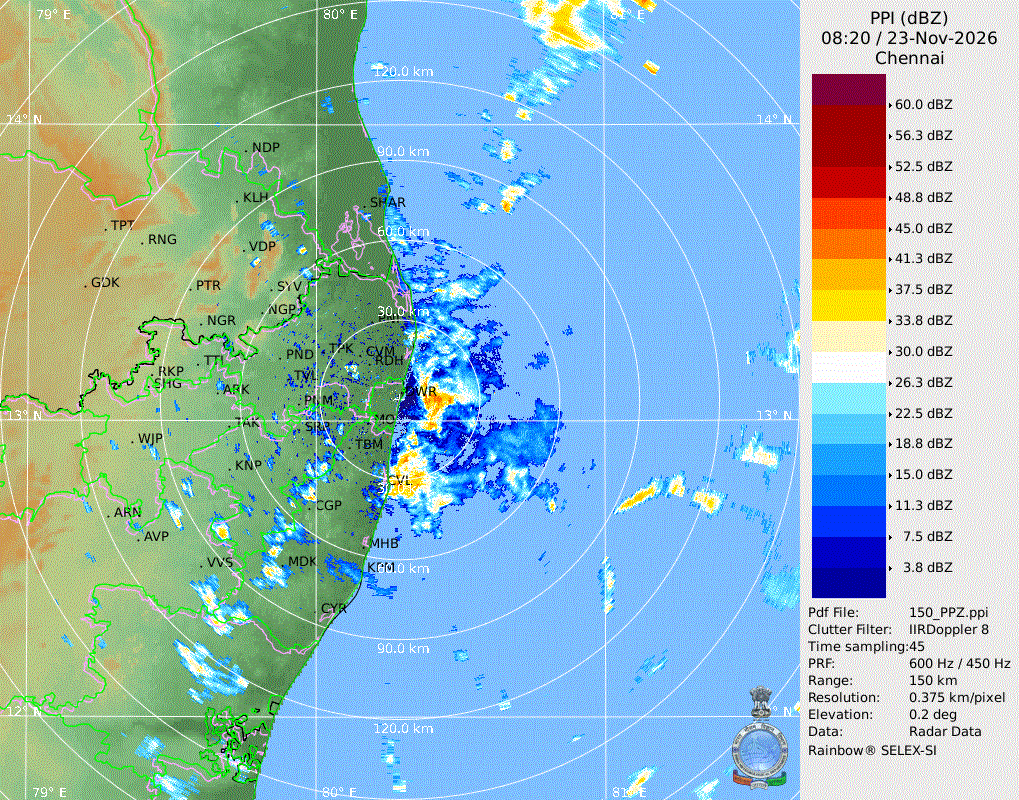 PPI (dBZ)
08:20 / 23-Nov-2026
Chennai
60.0 dBZ
56.3 dBZ
52.5 dBZ
48.8 dBZ
45.0 dBZ
41.3 dBZ
37.5 dBZ
33.8 dBZ
30.0 dBZ
26.3 dBZ
22.5 dBZ
18.8 dBZ
15.0 dBZ
11.3 dBZ
7.5 dBZ
3.8 dBZ
Pdf File: 150_PPZ.ppi
Clutter Filter: IIRDoppler 8
Time sampling:45
PRF: 600 Hz / 450 Hz
Range: 150 km
Resolution: 0.375 km/pixel
Elevation: 0.2 deg
Data: Radar Data
Rainbow® SELEX-SI
79° E 80° E 81° E
120.0 km
14° N 14° N
NDP
90.0 km
KLH
SHAR
TPT
RNG
60.0 km
VDP
GDK
PTR
SYV
NGP
30.0 km
NGR
PND
TPK
CVM
RDH
TTI
RKP
SHG
TVL
ARK
WR
PNM
13° N 13° N
TAK
SRP
MO
WJP
TBM
KNP
CVL
ARN
CGP
AVP
MHB
VVS
MDK
KPM
CYR
90.0 km
12° N
120.0 km
79° E 80° E 81° E